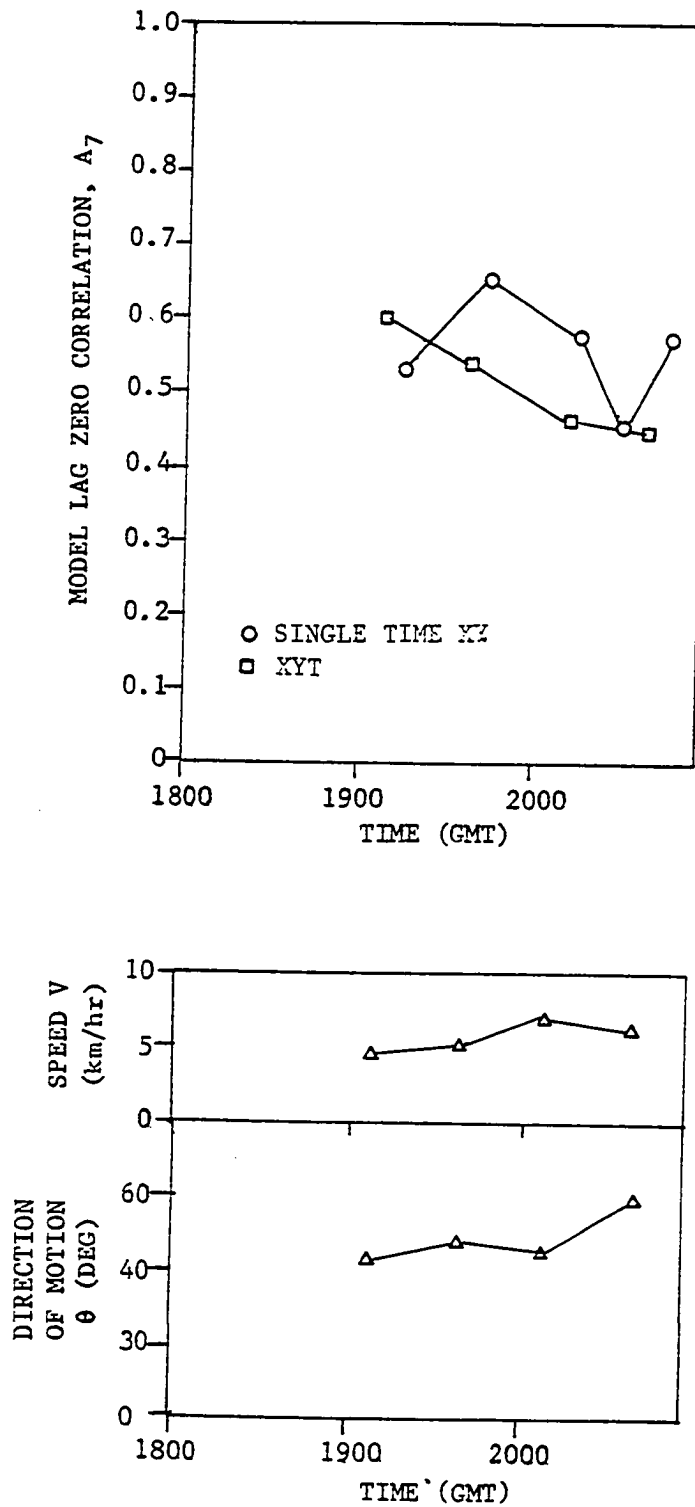 1.0
0.9
0.8
0.7
0.6
0.5
0.4
0.3
0.2
0.1
0
MODEL LAG ZERO CORRELATION, A7
SINGLE TIME
XYT
1800 1900 2000
TIME (GMT)
10
5
0
SPEED V
(km/hr)
60
40
30
0
DIRECTION
OF MOTION
θ (DEG)
1800 1900 2000
TIME (GMT)